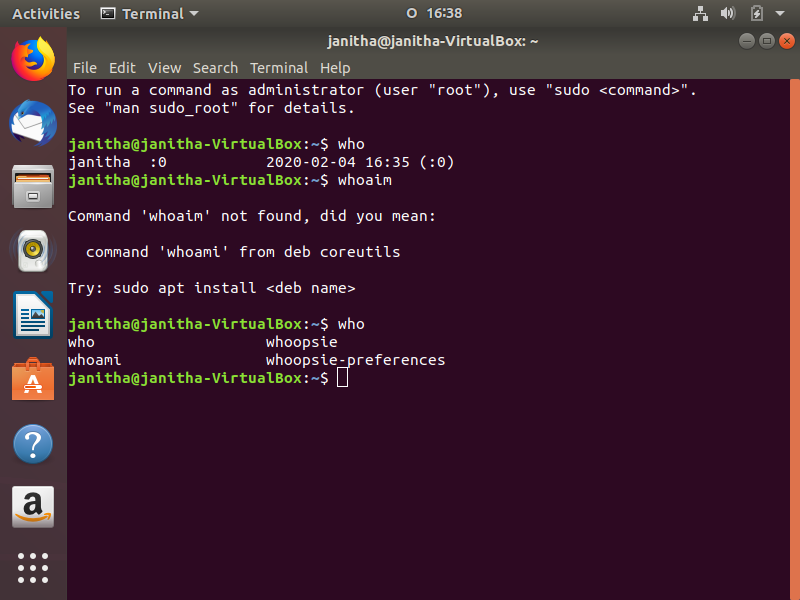 Activities Terminal 16:38
janitha@janitha-VirtualBox: ~
File Edit View Search Terminal Help
To run a command as administrator (user "root"), use "sudo <command>".
See "man sudo_root" for details.
janitha@janitha-VirtualBox:~$ who
janitha  :0           2020-02-04 16:35 (:0)
janitha@janitha-VirtualBox:~$ whoaim
Command 'whoaim' not found, did you mean:
  command 'whoami' from deb coreutils
Try: sudo apt install <deb name>
janitha@janitha-VirtualBox:~$ who
who                   whoopsie
whoami                whoopsie-preferences
janitha@janitha-VirtualBox:~$